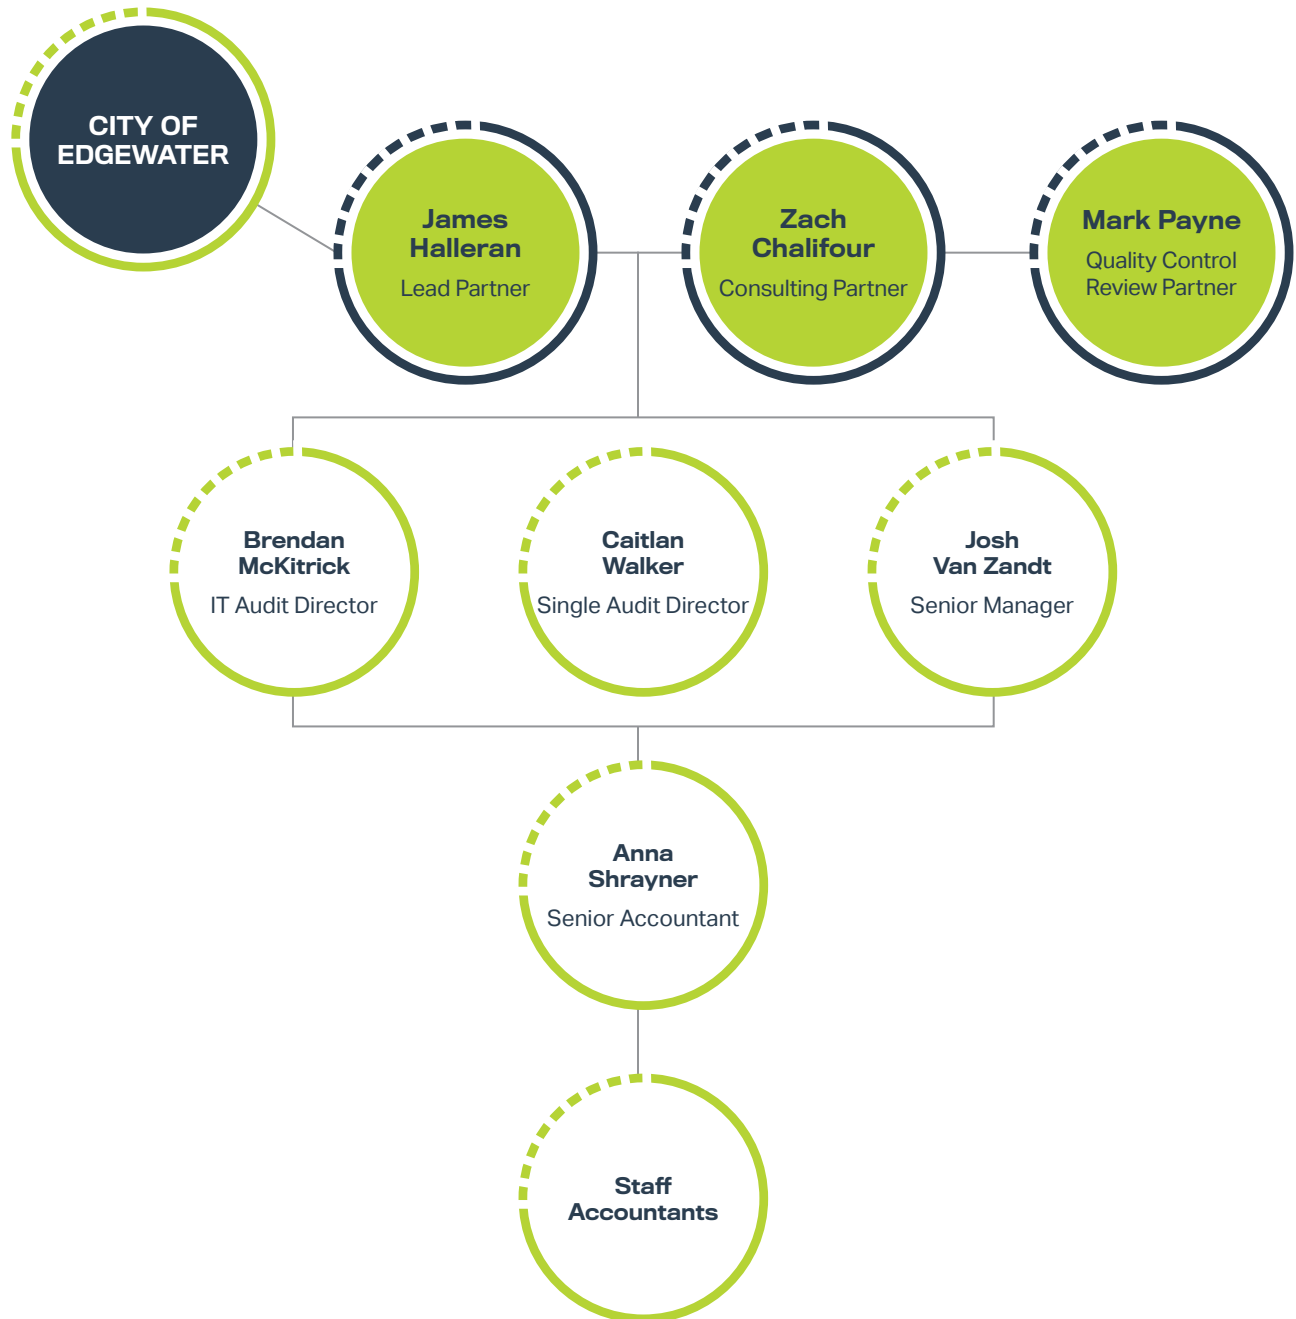 CITY OF
EDGEWATER
James
Halleran
Lead Partner
Zach
Chalifour
Consulting Partner
Mark Payne
Quality Control
Review Partner
Brendan
McKitrick
IT Audit Director
Caitlan
Walker
Single Audit Director
Josh
Van Zandt
Senior Manager
Anna
Shrayner
Senior Accountant
Staff
Accountants